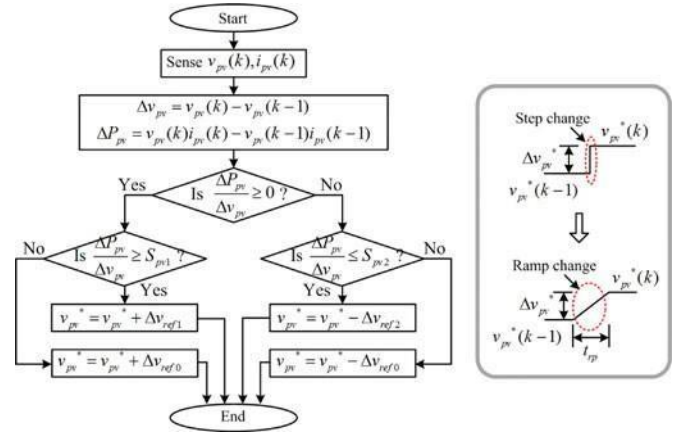 Start
Sense v_pv(k), i_pv(k)
Δv_pv = v_pv(k) − v_pv(k−1)
ΔP_pv = v_pv(k)i_pv(k) − v_pv(k−1)i_pv(k−1)
Yes
Is ΔP_pv/Δv_pv ≥ 0 ?
No
No
Is ΔP_pv/Δv_pv ≥ S_pv1 ?
Is ΔP_pv/Δv_pv ≤ S_pv2 ?
No
Yes
Yes
v_pv* = v_pv* + Δv_ref1
v_pv* = v_pv* − Δv_ref2
v_pv* = v_pv* + Δv_ref0
v_pv* = v_pv* − Δv_ref0
End
Step change
v_pv*(k)
Δv_pv*
v_pv*(k−1)
Ramp change
v_pv*(k)
Δv_pv*
v_pv*(k−1)
t_rp